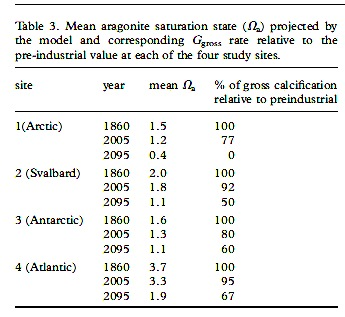 Table 3. Mean aragonite saturation state (Ωa) projected by
the model and corresponding Ggross rate relative to the
pre-industrial value at each of the four study sites.
site year mean Ωa % of gross calcification
relative to preindustrial
1(Arctic) 1860 1.5 100
2005 1.2 77
2095 0.4 0
2 (Svalbard) 1860 2.0 100
2005 1.8 92
2095 1.1 50
3 (Antarctic) 1860 1.6 100
2005 1.3 80
2095 1.1 60
4 (Atlantic) 1860 3.7 100
2005 3.3 95
2095 1.9 67